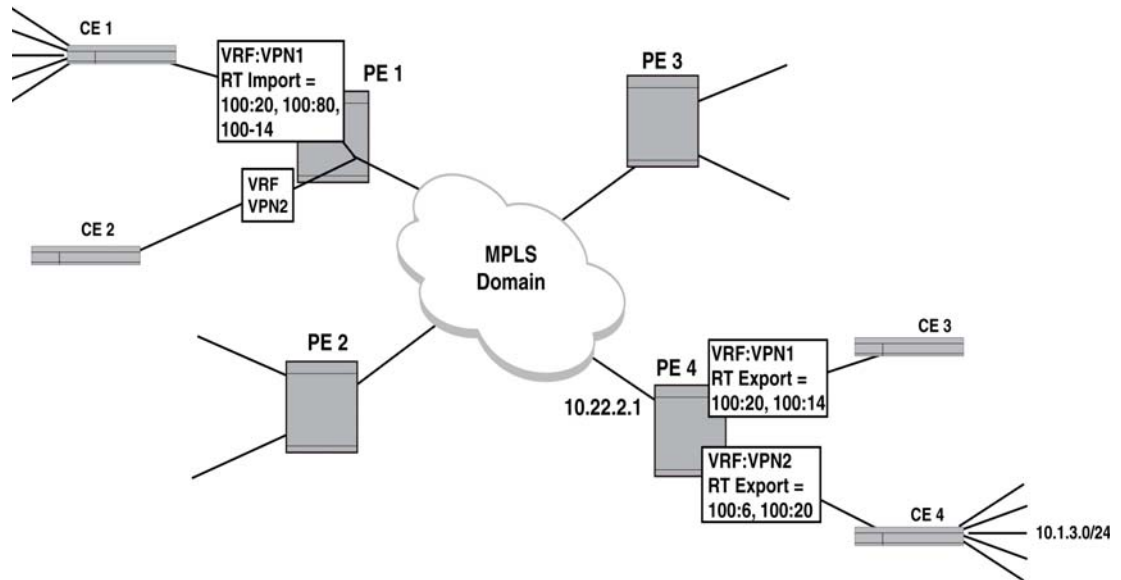 CE 1
VRF:VPN1
RT Import =
100:20, 100:80,
100-14
PE 1
PE 3
VRF
VPN2
CE 2
MPLS
Domain
PE 2
CE 3
PE 4
VRF:VPN1
RT Export =
100:20, 100:14
10.22.2.1
VRF:VPN2
RT Export =
100:6, 100:20
CE 4
10.1.3.0/24